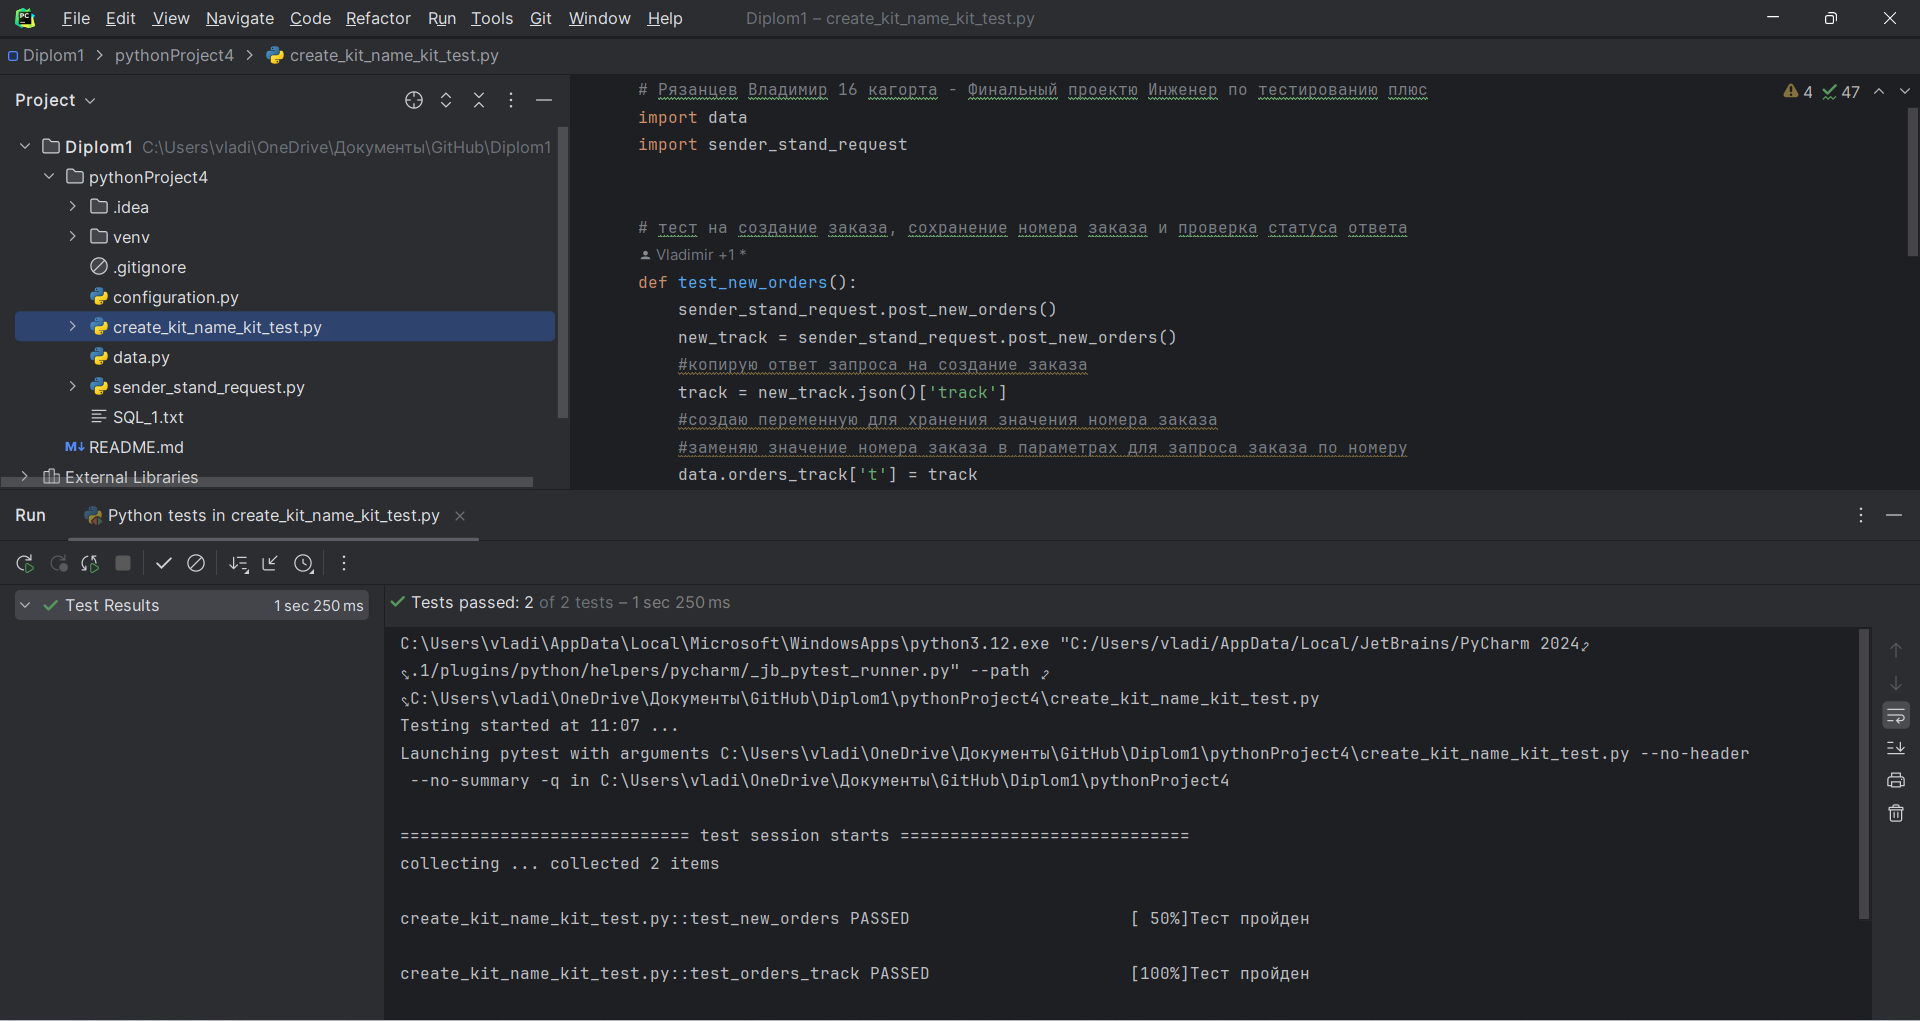 File Edit View Navigate Code Refactor Run Tools Git Window Help Diplom1 – create_kit_name_kit_test.py
Diplom1 > pythonProject4 > create_kit_name_kit_test.py
Project
Diplom1 C:\Users\vladi\OneDrive\Документы\GitHub\Diplom1
pythonProject4
.idea
venv
.gitignore
configuration.py
create_kit_name_kit_test.py
data.py
sender_stand_request.py
SQL_1.txt
README.md
External Libraries
# Рязанцев Владимир 16 кагорта - Финальный проектю Инженер по тестированию плюс
4 47
import data
import sender_stand_request
# тест на создание заказа, сохранение номера заказа и проверка статуса ответа
Vladimir +1 *
def test_new_orders():
sender_stand_request.post_new_orders()
new_track = sender_stand_request.post_new_orders()
#копирую ответ запроса на создание заказа
track = new_track.json()['track']
#создаю переменную для хранения значения номера заказа
#заменяю значение номера заказа в параметрах для запроса заказа по номеру
data.orders_track['t'] = track
Run Python tests in create_kit_name_kit_test.py
Test Results 1 sec 250 ms
Tests passed: 2 of 2 tests – 1 sec 250 ms
C:\Users\vladi\AppData\Local\Microsoft\WindowsApps\python3.12.exe "C:/Users/vladi/AppData/Local/JetBrains/PyCharm 2024
.1/plugins/python/helpers/pycharm/_jb_pytest_runner.py" --path
C:\Users\vladi\OneDrive\Документы\GitHub\Diplom1\pythonProject4\create_kit_name_kit_test.py
Testing started at 11:07 ...
Launching pytest with arguments C:\Users\vladi\OneDrive\Документы\GitHub\Diplom1\pythonProject4\create_kit_name_kit_test.py --no-header
--no-summary -q in C:\Users\vladi\OneDrive\Документы\GitHub\Diplom1\pythonProject4
============================= test session starts =============================
collecting ... collected 2 items
create_kit_name_kit_test.py::test_new_orders PASSED [ 50%]Тест пройден
create_kit_name_kit_test.py::test_orders_track PASSED [100%]Тест пройден